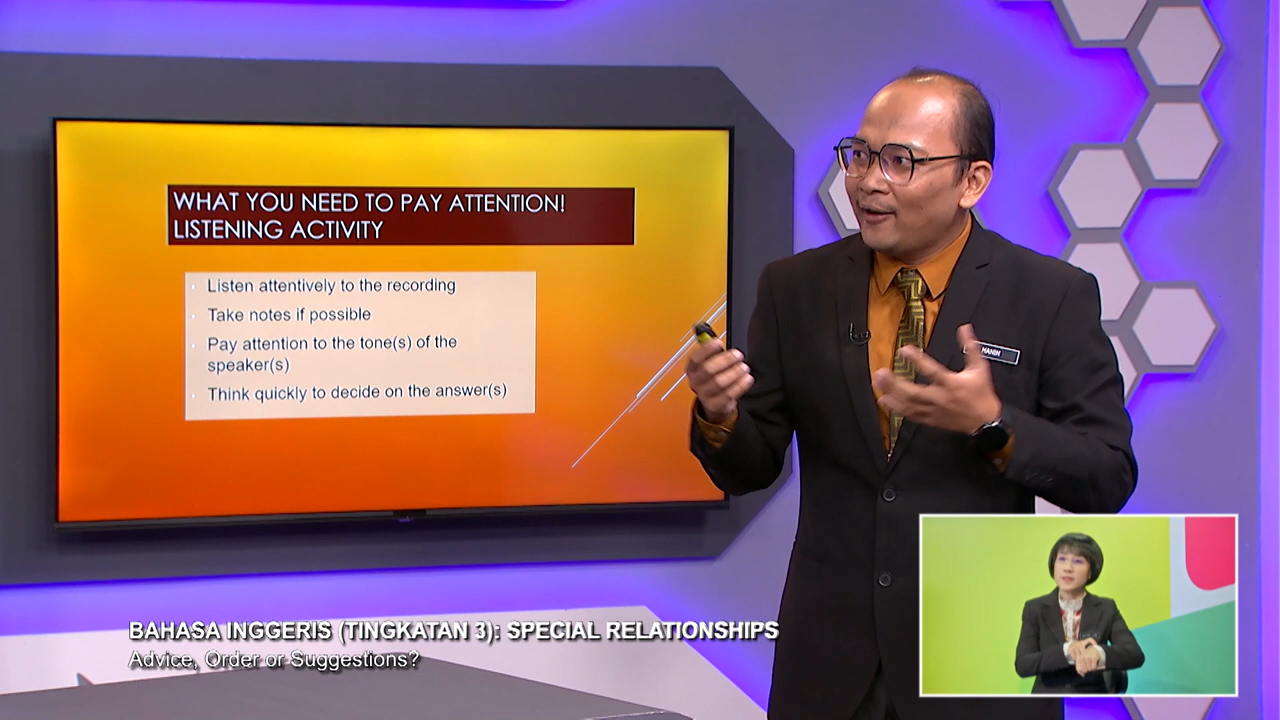 WHAT YOU NEED TO PAY ATTENTION!
LISTENING ACTIVITY
Listen attentively to the recording
Take notes if possible
Pay attention to the tone(s) of the
speaker(s)
Think quickly to decide on the answer(s)
HANIN
BAHASA INGGERIS (TINGKATAN 3): SPECIAL RELATIONSHIPS
Advice, Order or Suggestions?